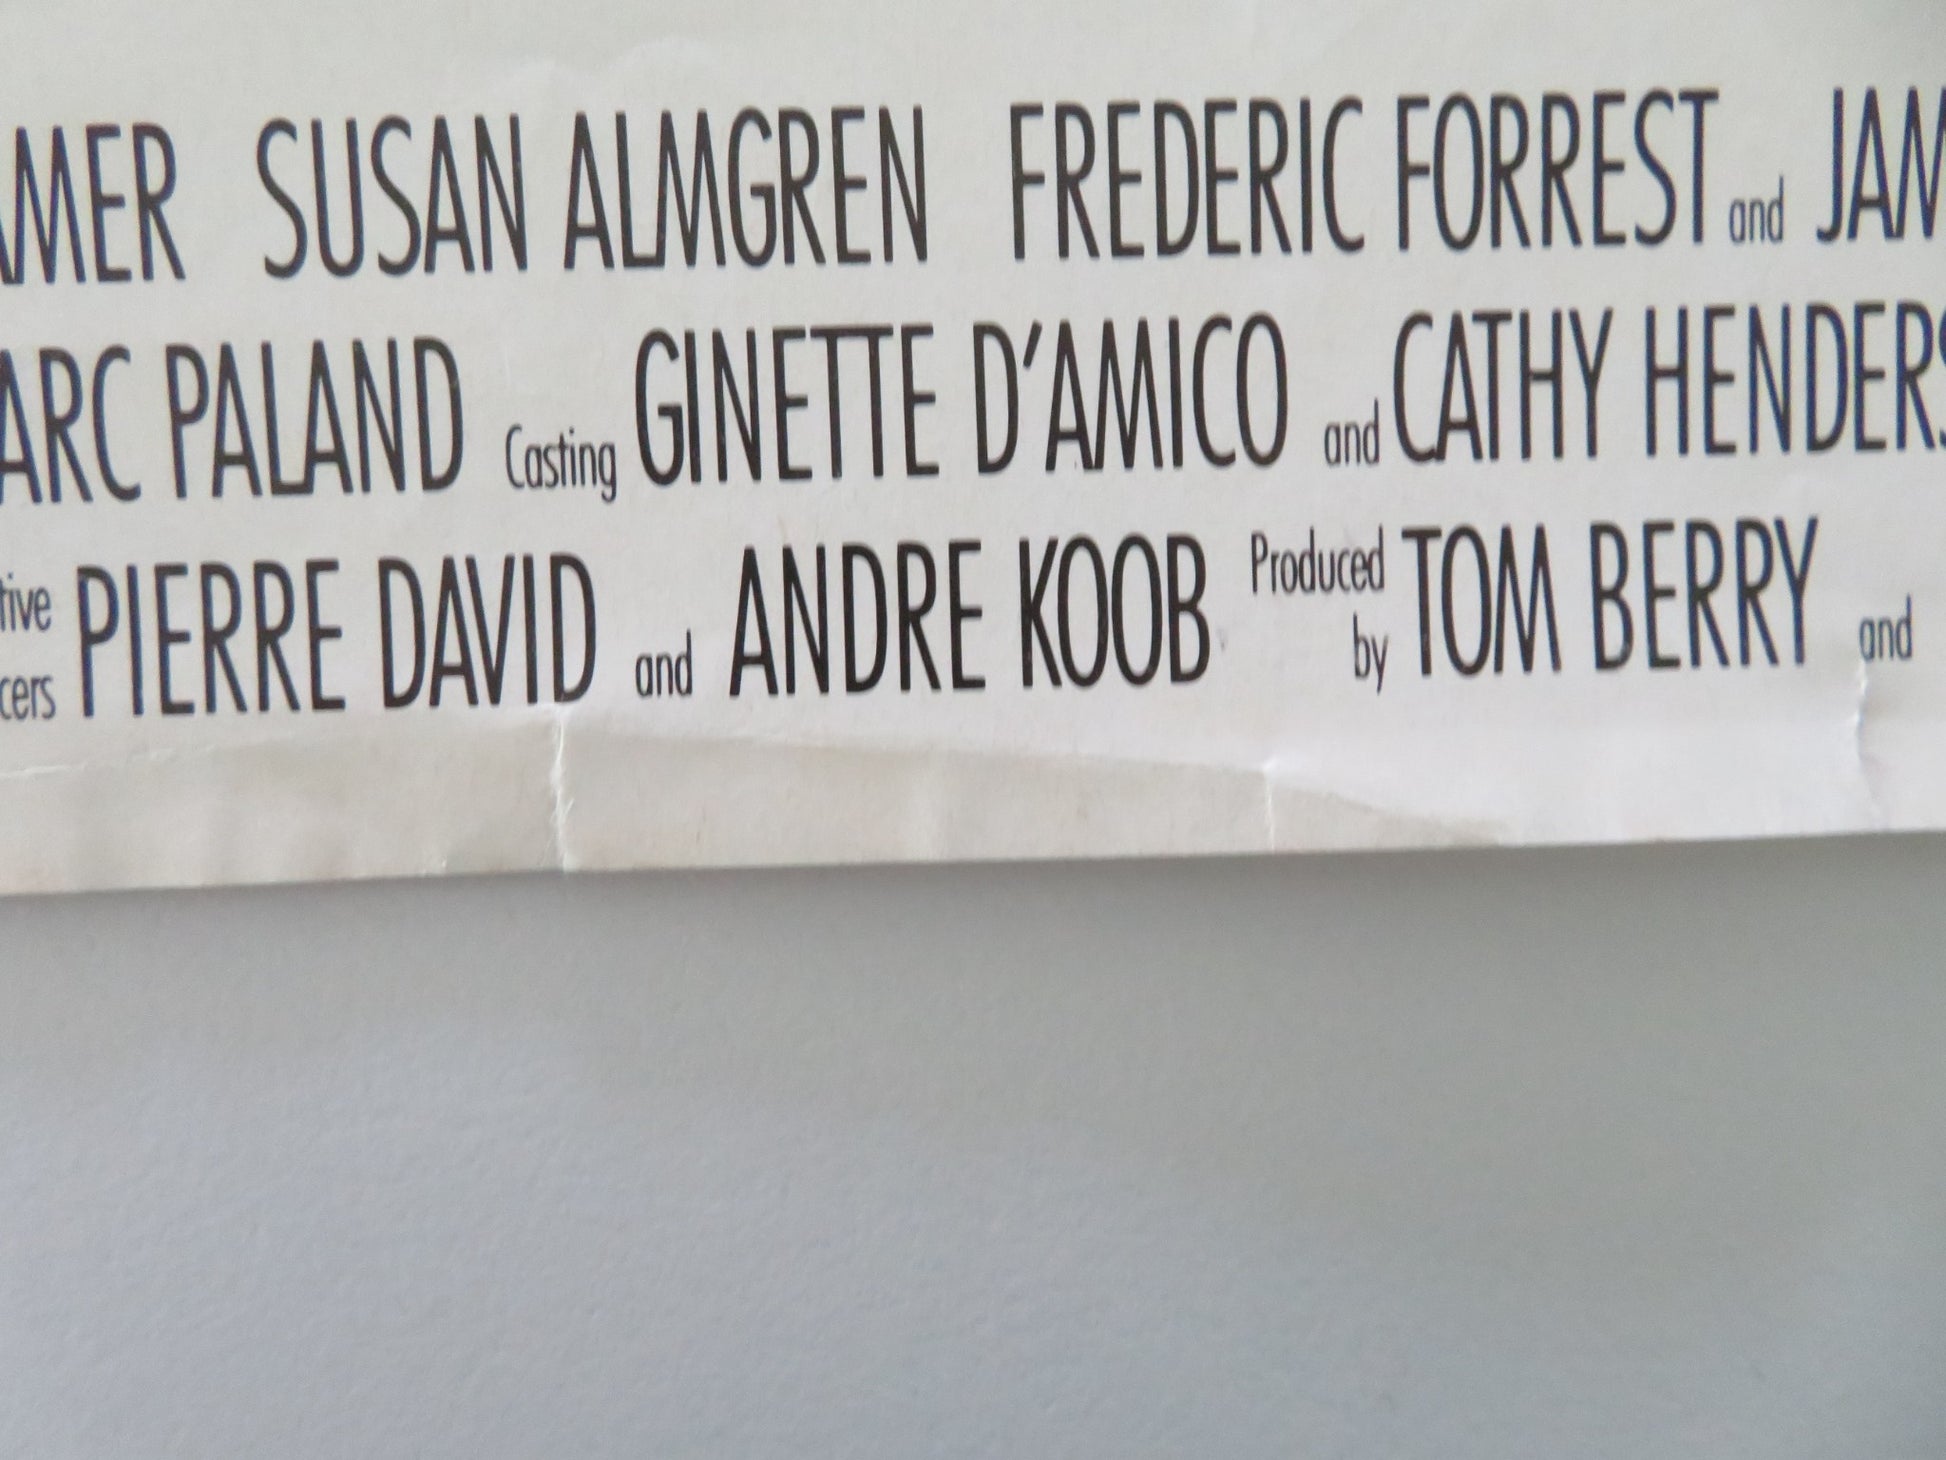 MER SUSAN ALMGREN FREDERIC FORREST and JAM
ARC PALAND Casting GINETTE D'AMICO and CATHY HENDERS
tive PIERRE DAVID and ANDRE KOOB Produced TOM BERRY and
cers by